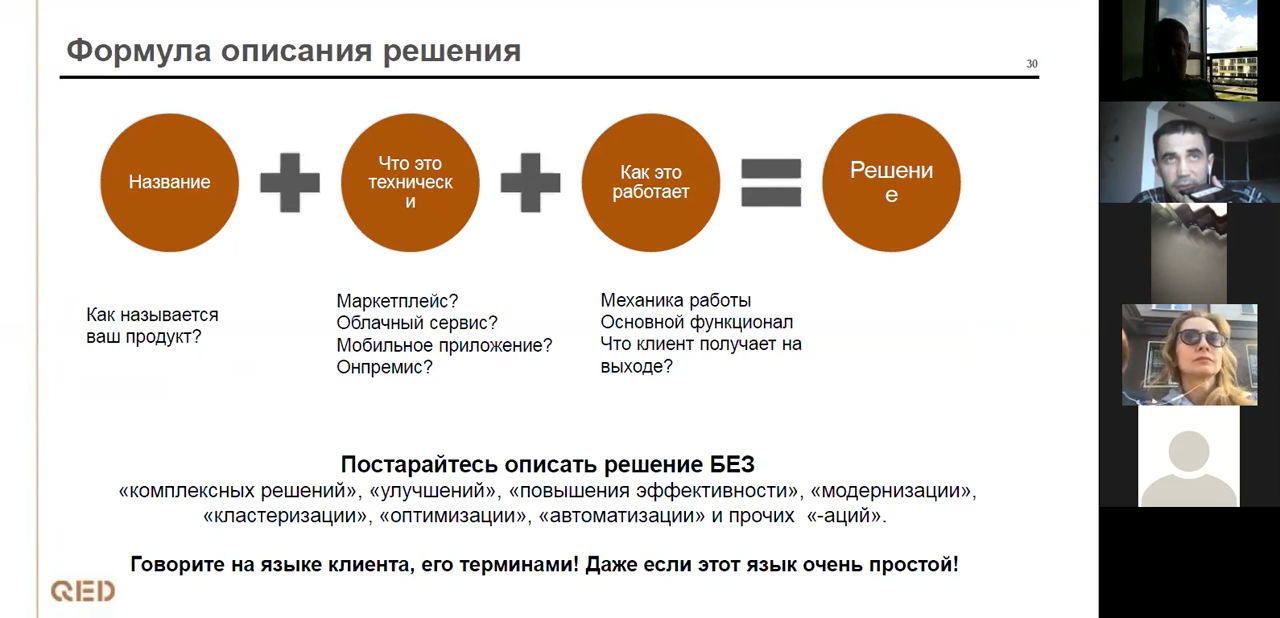 Формула описания решения
30
Название
Что это
техническ
и
Как это
работает
Решени
е
Как называется
ваш продукт?
Маркетплейс?
Облачный сервис?
Мобильное приложение?
Онпремис?
Механика работы
Основной функционал
Что клиент получает на
выходе?
Постарайтесь описать решение БЕЗ
«комплексных решений», «улучшений», «повышения эффективности», «модернизации»,
«кластеризации», «оптимизации», «автоматизации» и прочих «-аций».
Говорите на языке клиента, его терминами! Даже если этот язык очень простой!
QED